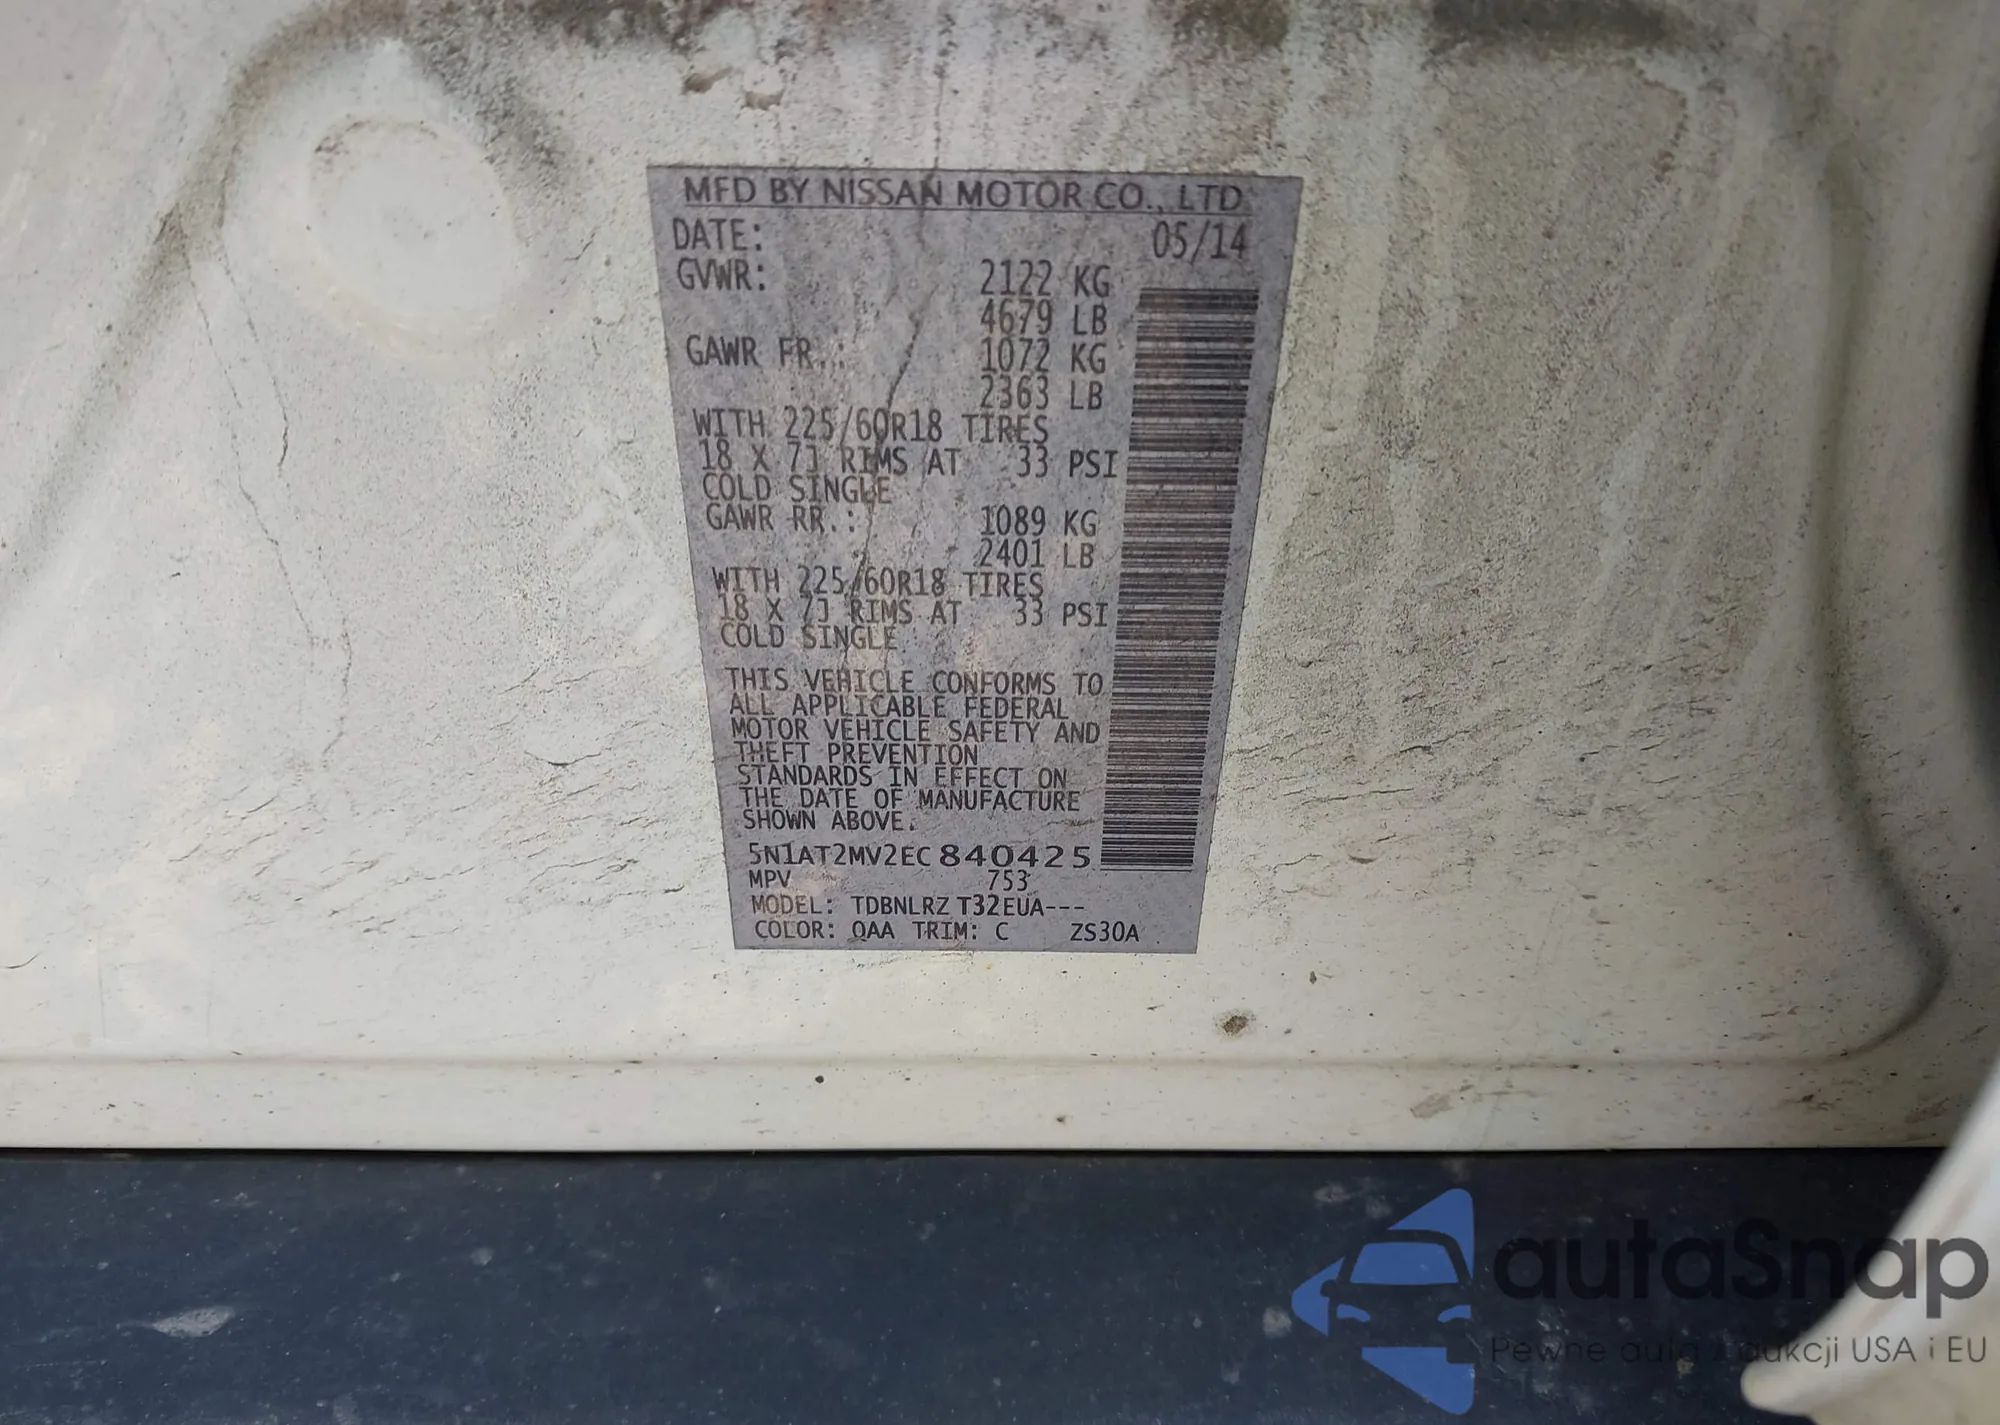 MFD BY NISSAN MOTOR CO., LTD.
DATE: 05/14
GVWR: 2122 KG
4679 LB
GAWR FR.: 1072 KG
2363 LB
WITH 225/60R18 TIRES
18 X 7J RIMS AT 33 PSI
COLD SINGLE
GAWR RR.: 1089 KG
2401 LB
WITH 225/60R18 TIRES
18 X 7J RIMS AT 33 PSI
COLD SINGLE
THIS VEHICLE CONFORMS TO
ALL APPLICABLE FEDERAL
MOTOR VEHICLE SAFETY AND
THEFT PREVENTION
STANDARDS IN EFFECT ON
THE DATE OF MANUFACTURE
SHOWN ABOVE.
5N1AT2MV2EC840425
MPV 753
MODEL: TDBNLRZ T32EUA---
COLOR: QAA TRIM: C ZS30A
autaSnap
Pewne auta z aukcji USA i EU